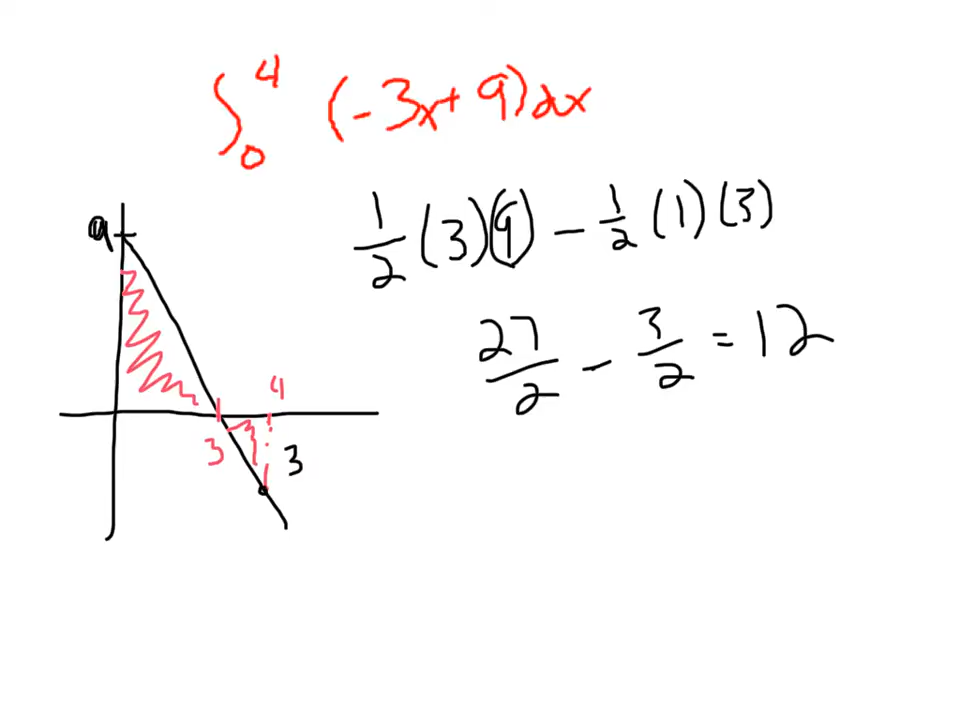 ∫₀⁴ (-3x+9)dx
1/2 (3)(9) - 1/2 (1)(3)
27/2 - 3/2 = 12
9
4
3
3